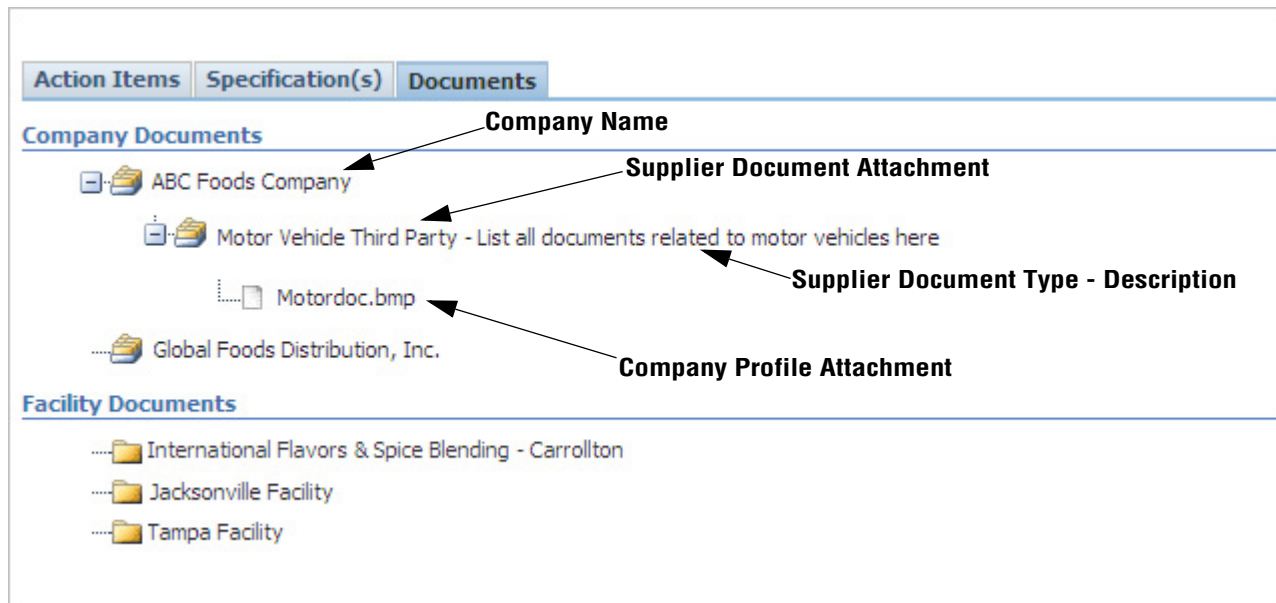 Action Items Specification(s) Documents
Company Documents
Company Name
ABC Foods Company
Supplier Document Attachment
Motor Vehicle Third Party - List all documents related to motor vehicles here
Supplier Document Type - Description
Motordoc.bmp
Global Foods Distribution, Inc.
Company Profile Attachment
Facility Documents
International Flavors & Spice Blending - Carrollton
Jacksonville Facility
Tampa Facility